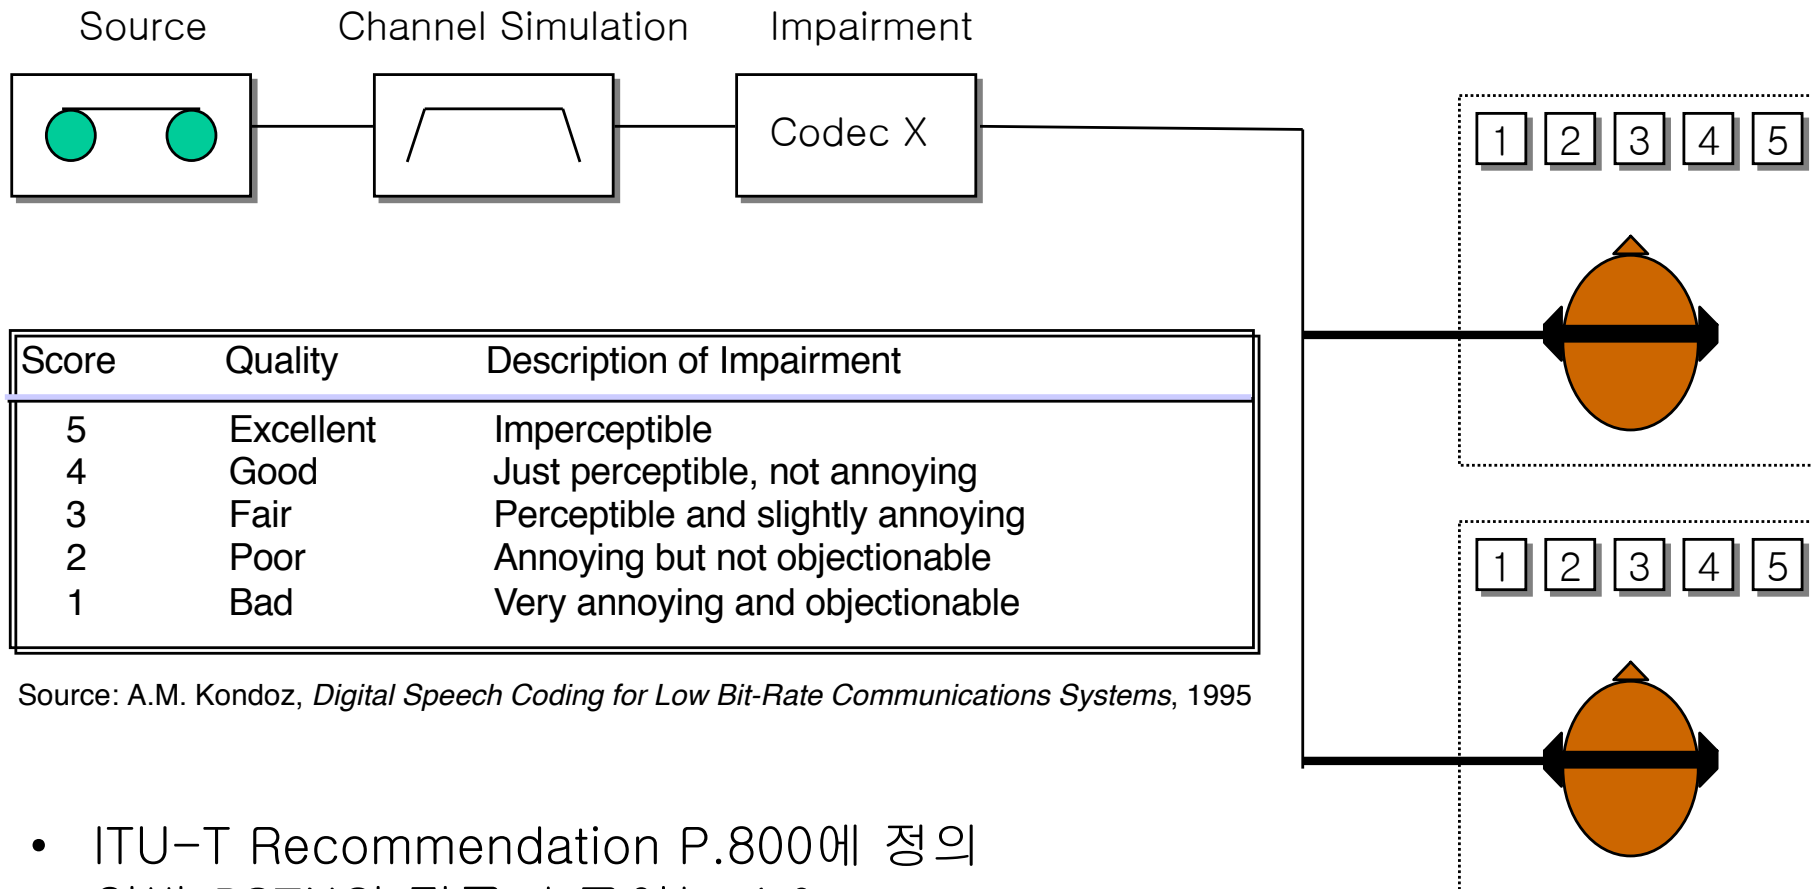 Source Channel Simulation Impairment
Codec X
1 2 3 4 5
Score Quality Description of Impairment
5 Excellent Imperceptible
4 Good Just perceptible, not annoying
3 Fair Perceptible and slightly annoying
2 Poor Annoying but not objectionable
1 Bad Very annoying and objectionable
1 2 3 4 5
Source: A.M. Kondoz, Digital Speech Coding for Low Bit-Rate Communications Systems, 1995
• ITU-T Recommendation P.800에 정의